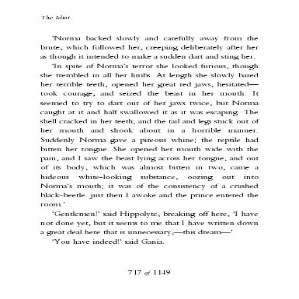 The Idiot
'Norma backed slowly and carefully away from the
brute, which followed her, creeping deliberately after her
as though it intended to make a sudden dart and sting her.
'In spite of Norma's terror she looked furious, though
she trembled in all her limbs. At length she slowly bared
her terrible teeth, opened her great red jaws, hesitated—
took courage, and seized the beast in her mouth. It
seemed to try to dart out of her jaws twice, but Norma
caught at it and half swallowed it as it was escaping. The
shell cracked in her teeth; and the tail and legs stuck out of
her mouth and shook about in a horrible manner.
Suddenly Norma gave a piteous whine; the reptile had
bitten her tongue. She opened her mouth wide with the
pain, and I saw the beast lying across her tongue, and out
of its body, which was almost bitten in two, came a
hideous white-looking substance, oozing out into
Norma's mouth; it was of the consistency of a crushed
black-beetle. just then I awoke and the prince entered the
room.'
'Gentlemen!' said Hippolyte, breaking off here, 'I have
not done yet, but it seems to me that I have written down
a great deal here that is unnecessary,—this dream—'
'You have indeed!' said Gania.
717 of 1149